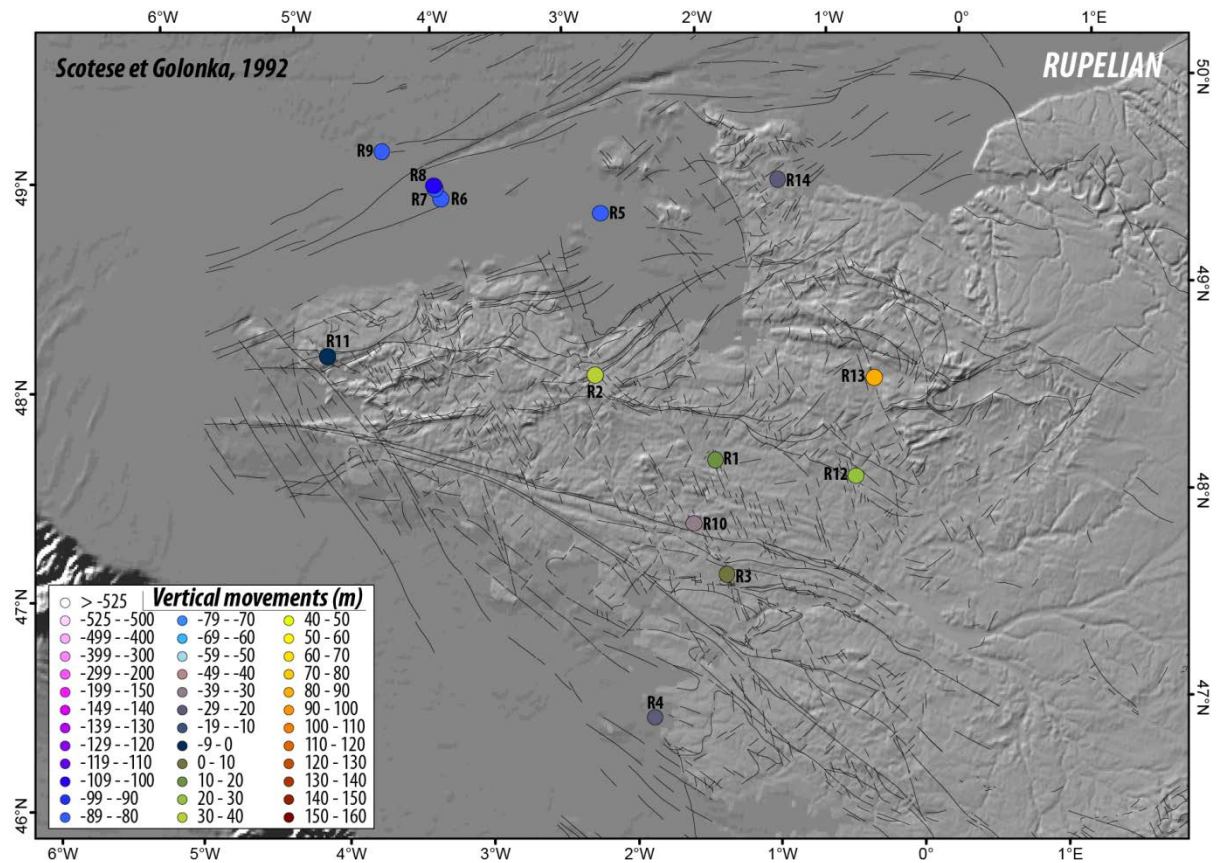 6°W 5°W 4°W 3°W 2°W 1°W 0° 1°E
Scotese et Golonka, 1992
RUPELIAN
50°N
49°N
49°N
48°N
48°N
47°N
47°N
46°N
R9
R8
R7
R6
R5
R14
R11
R2
R13
R1
R12
R10
R3
R4
Vertical movements (m)
> -525
-525 - -500
-499 - -400
-399 - -300
-299 - -200
-199 - -150
-149 - -140
-139 - -130
-129 - -120
-119 - -110
-109 - -100
-99 - -90
-89 - -80
-79 - -70
-69 - -60
-59 - -50
-49 - -40
-39 - -30
-29 - -20
-19 - -10
-9 - 0
0 - 10
10 - 20
20 - 30
30 - 40
40 - 50
50 - 60
60 - 70
70 - 80
80 - 90
90 - 100
100 - 110
110 - 120
120 - 130
130 - 140
140 - 150
150 - 160
6°W 5°W 4°W 3°W 2°W 1°W 0° 1°E